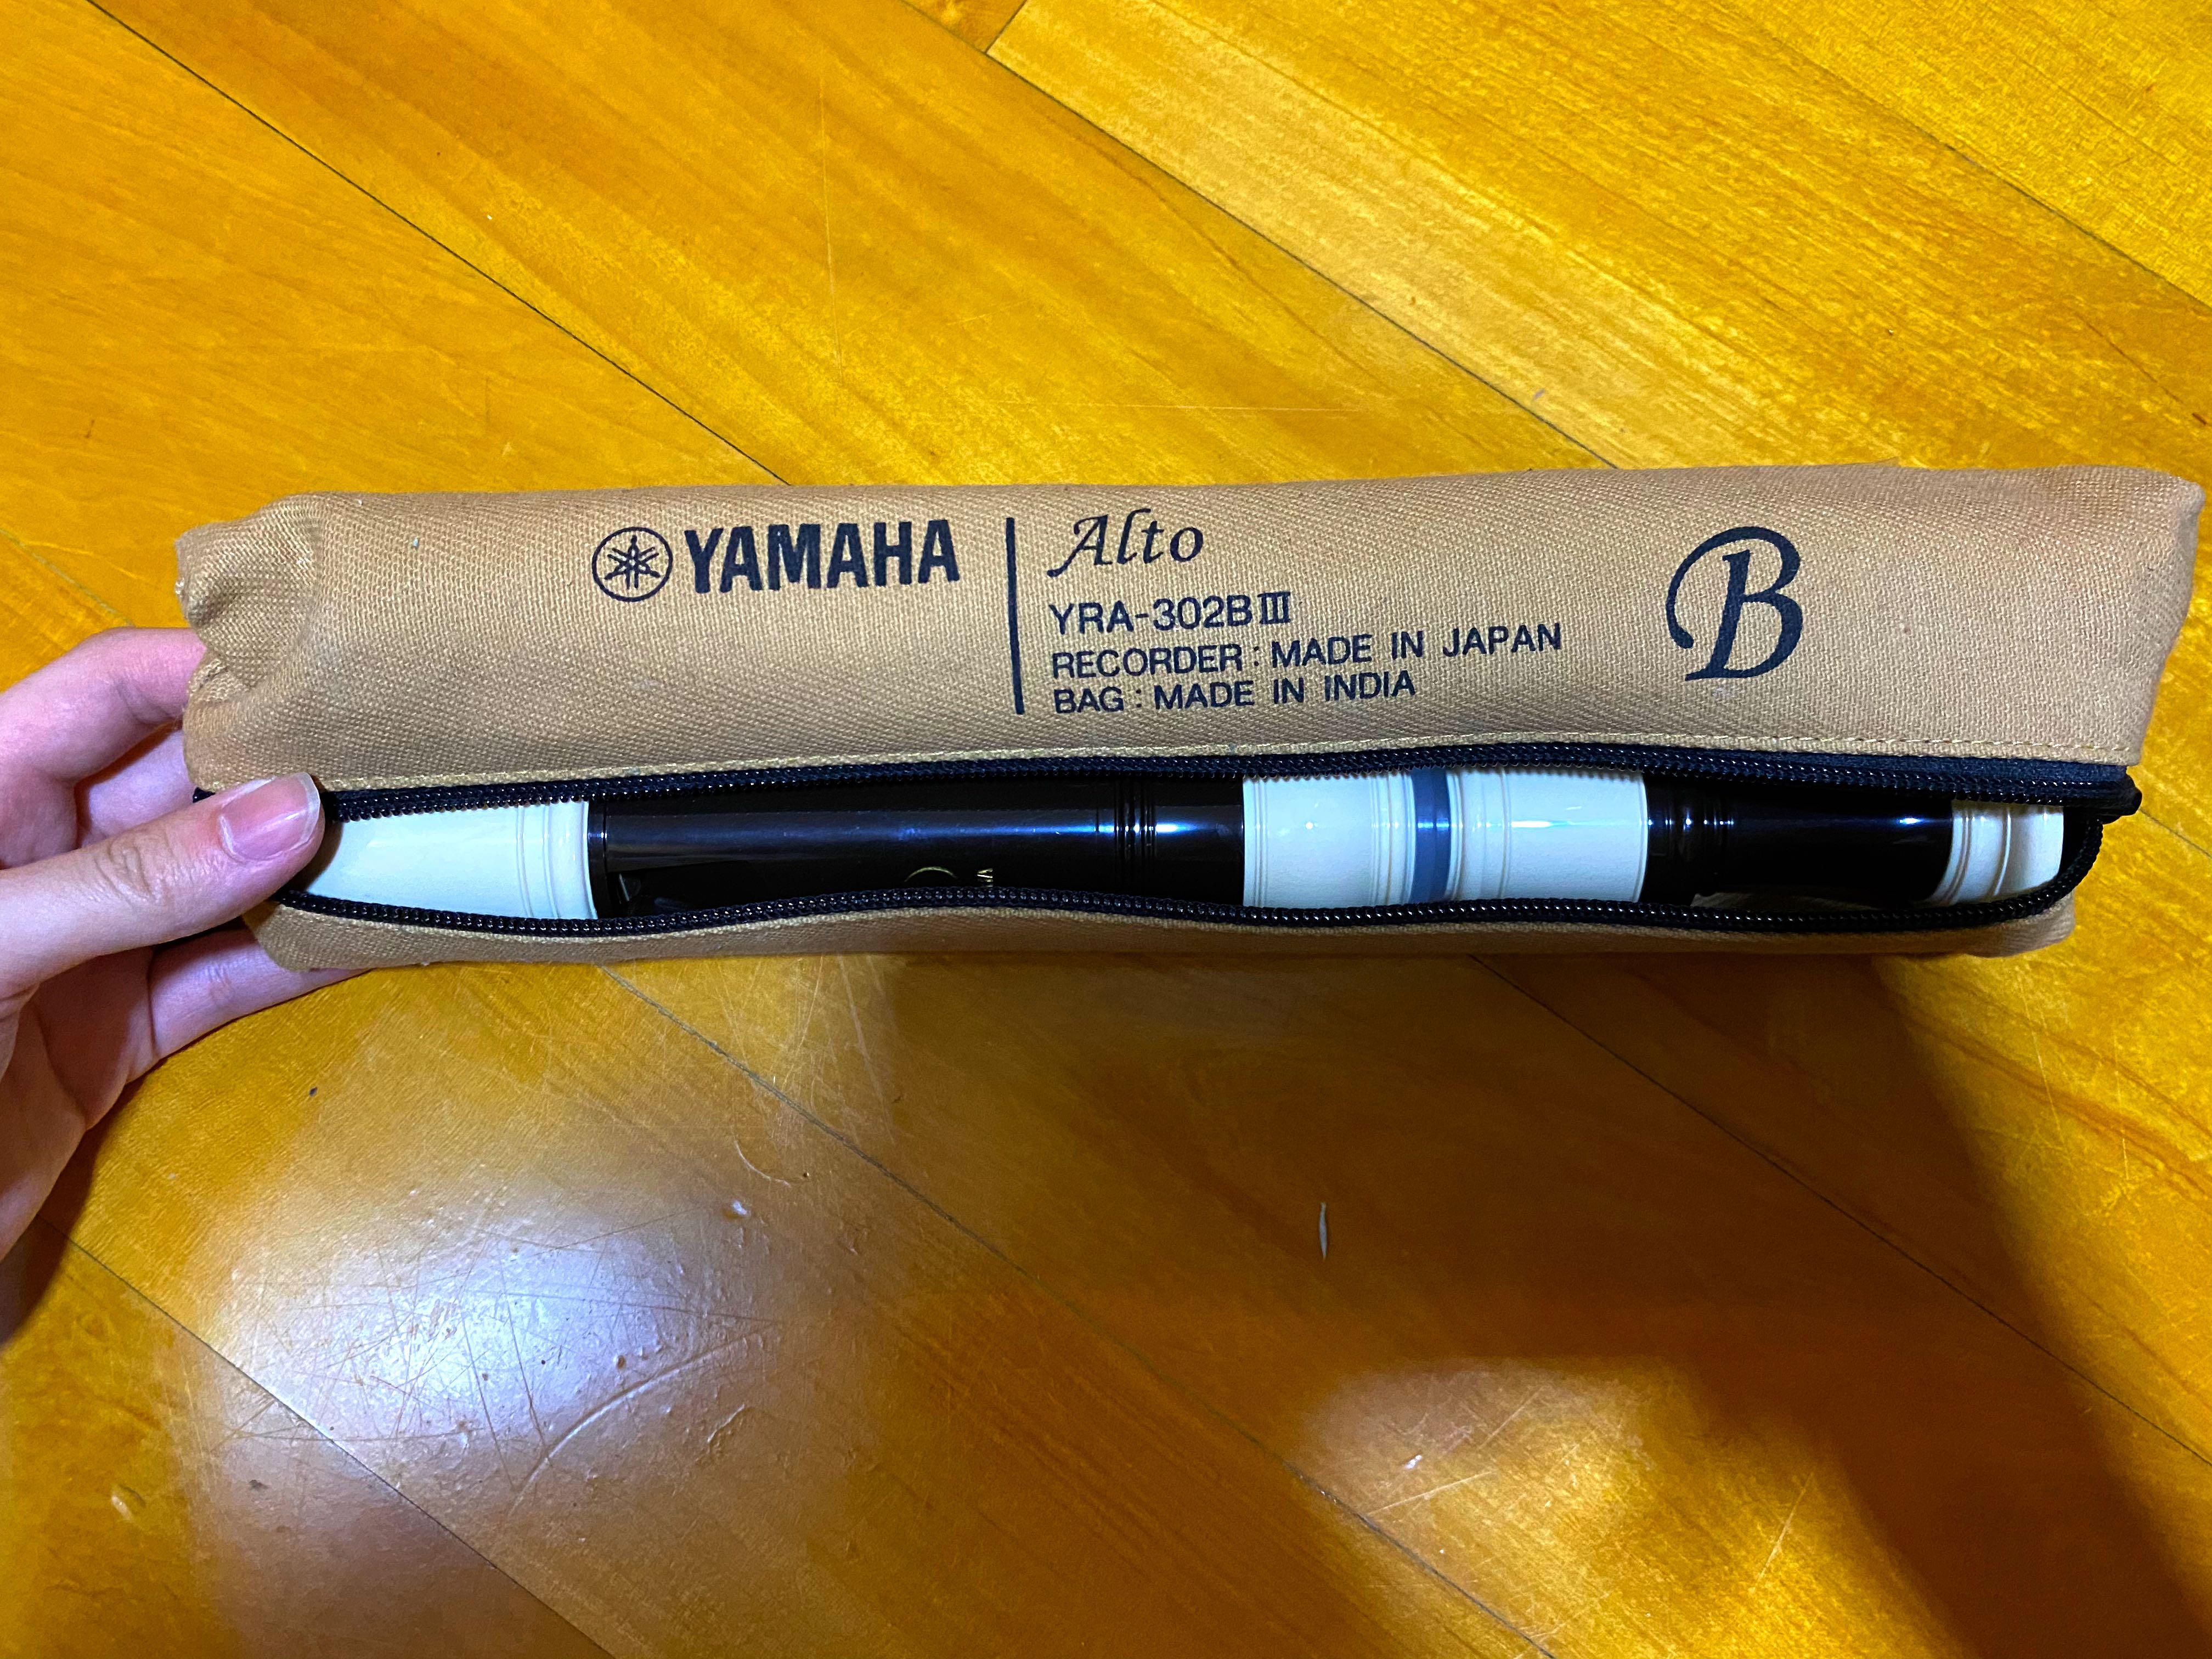 YAMAHA
Alto
YRA-302BⅢ
RECORDER : MADE IN JAPAN
BAG : MADE IN INDIA
B